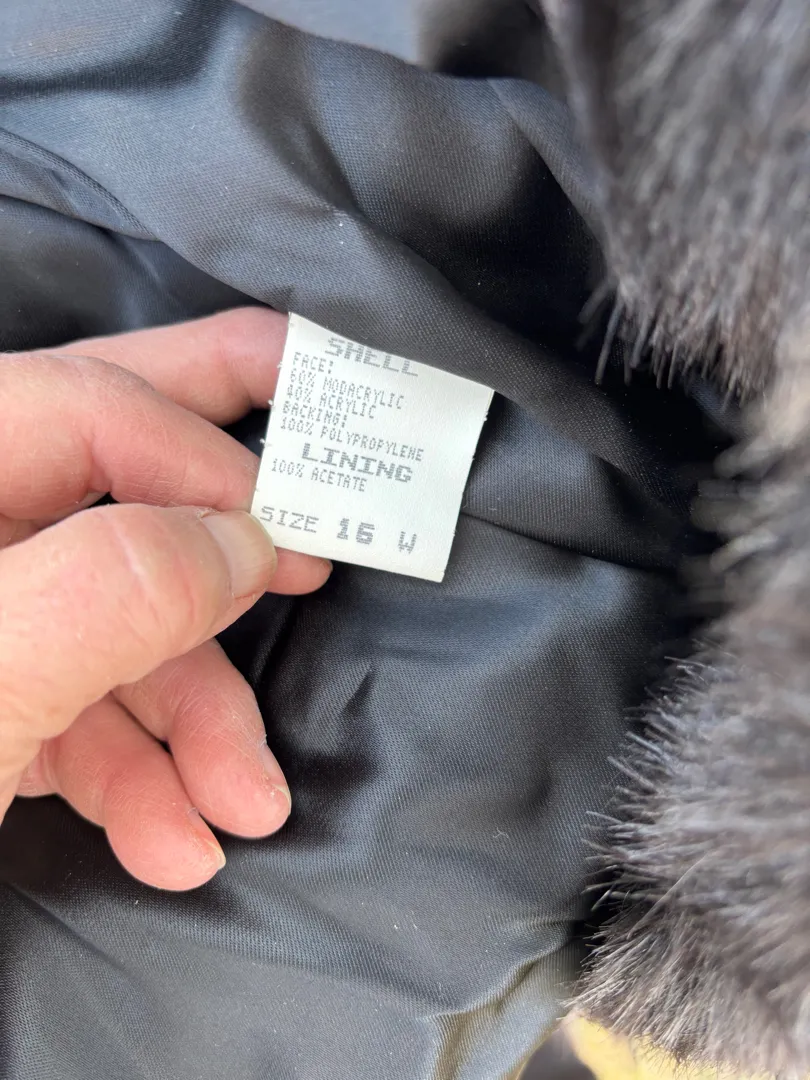 SHELL
FACE:
60% MODACRYLIC
40% ACRYLIC
BACKING:
100% POLYPROPYLENE
LINING
100% ACETATE
SIZE 16 W